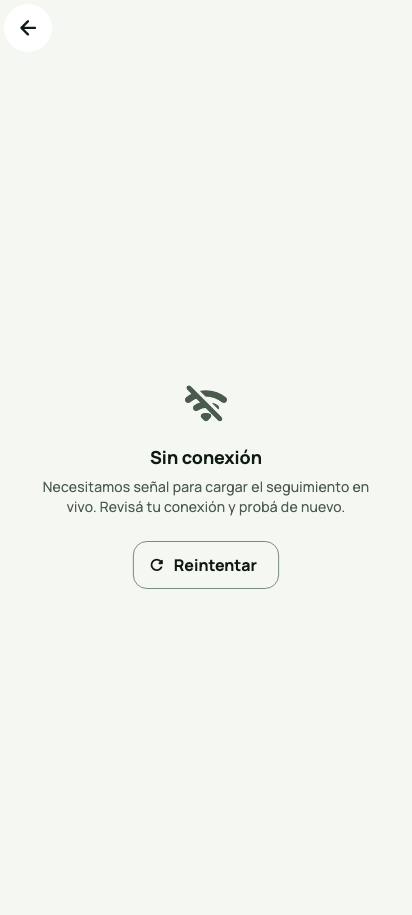 Sin conexión
Necesitamos señal para cargar el seguimiento en
vivo. Revisá tu conexión y probá de nuevo.
Reintentar